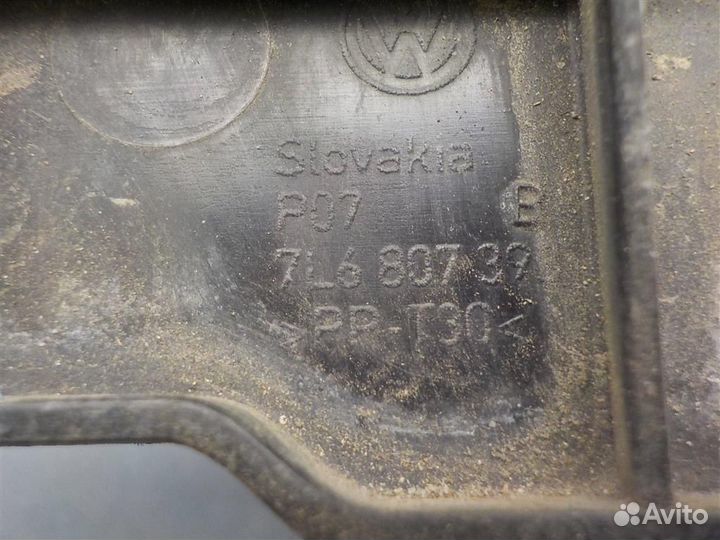 Slovakia
P07 B
7L6 807 39
>PP-T30<
Avito